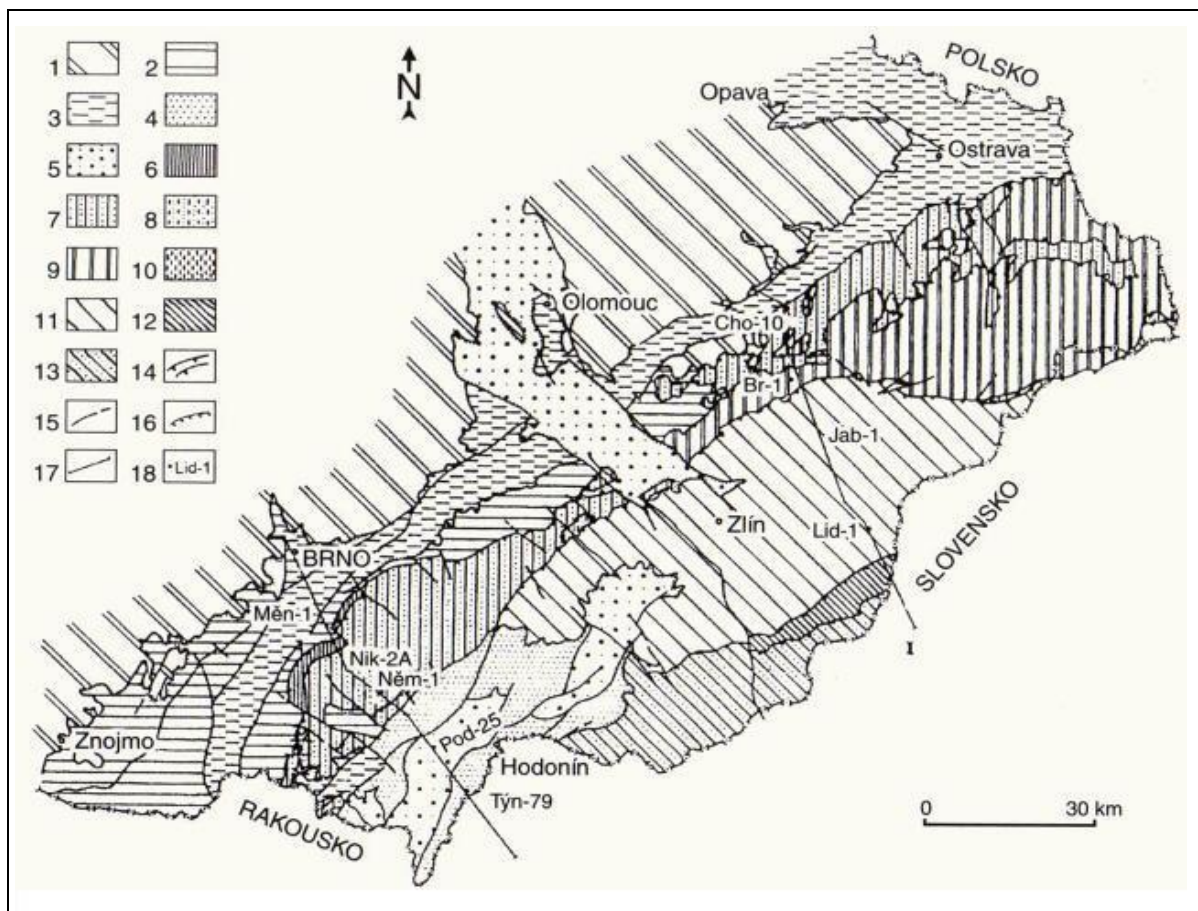 1 2
3 4
5 6
7 8
9 10
11 12
13 14
15 16
17 18 Lid-1
N
POLSKO
Opava
Ostrava
Olomouc
Cho-10
Br-1
Jab-1
Zlín
Lid-1
SLOVENSKO
BRNO
Měn-1
I
Nik-2A
Něm-1
Znojmo
Pod-25
Hodonín
Týn-79
RAKOUSKO
0 30 km